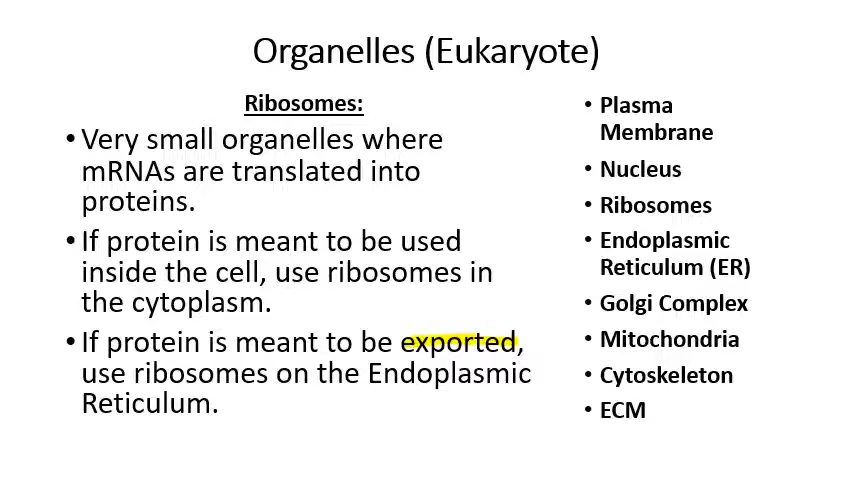 Organelles (Eukaryote)
Ribosomes:
• Very small organelles where
mRNAs are translated into
proteins.
• If protein is meant to be used
inside the cell, use ribosomes in
the cytoplasm.
• If protein is meant to be exported,
use ribosomes on the Endoplasmic
Reticulum.
• Plasma
Membrane
• Nucleus
• Ribosomes
• Endoplasmic
Reticulum (ER)
• Golgi Complex
• Mitochondria
• Cytoskeleton
• ECM